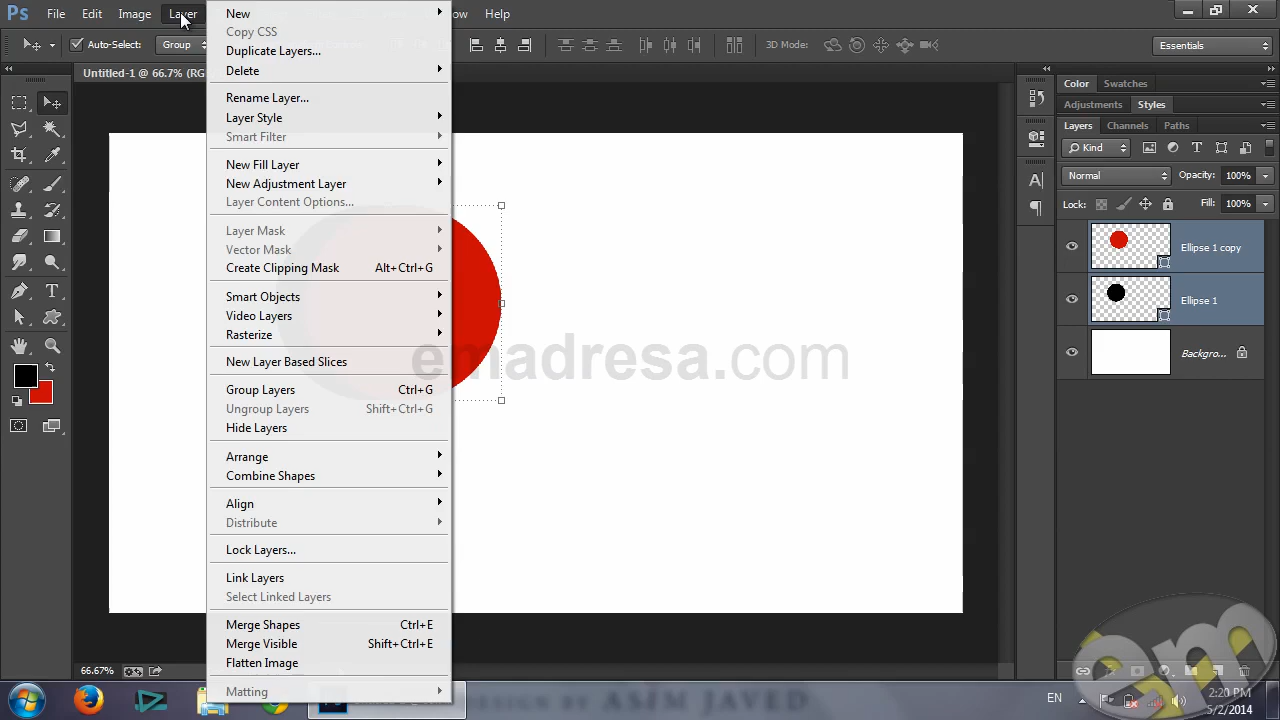 Ps File Edit Image Layer Help
Auto-Select: Group 3D Mode: Essentials
Untitled-1 @ 66.7% (RG
New
Copy CSS
Duplicate Layers...
Delete
Rename Layer...
Layer Style
Smart Filter
New Fill Layer
New Adjustment Layer
Layer Content Options...
Layer Mask
Vector Mask
Create Clipping Mask Alt+Ctrl+G
Smart Objects
Video Layers
Rasterize
New Layer Based Slices
Group Layers Ctrl+G
Ungroup Layers Shift+Ctrl+G
Hide Layers
Arrange
Combine Shapes
Align
Distribute
Lock Layers...
Link Layers
Select Linked Layers
Merge Shapes Ctrl+E
Merge Visible Shift+Ctrl+E
Flatten Image
Matting
emadresa.com
Color Swatches
Adjustments Styles
Layers Channels Paths
Kind
Normal Opacity: 100%
Lock: Fill: 100%
Ellipse 1 copy
Ellipse 1
Backgro...
66.67%
em
EN
2:20 PM
5/2/2014